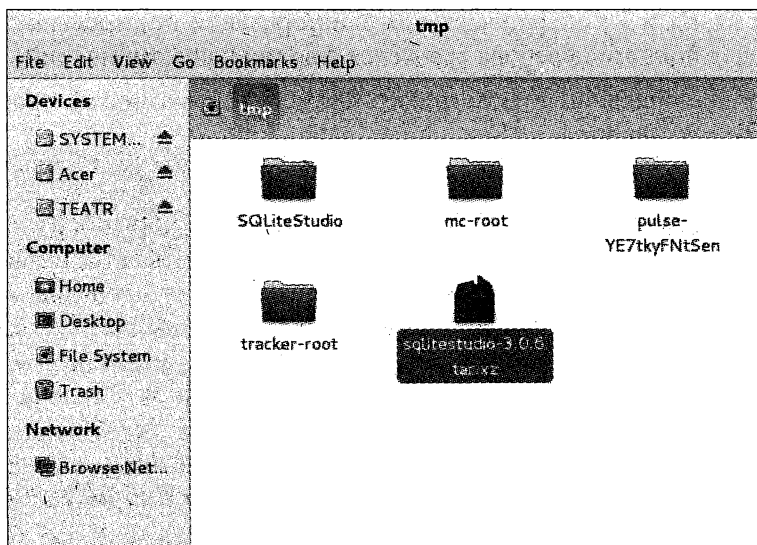 tmp
File Edit View Go Bookmarks Help
Devices
tmp
SYSTEM...
Acer
TEATR
Computer
Home
Desktop
File System
Trash
Network
Browse Net...
SQLiteStudio
mc-root
pulse-
YE7tkyFNtSen
tracker-root
sqlitestudio-3.0.6
tar.xz